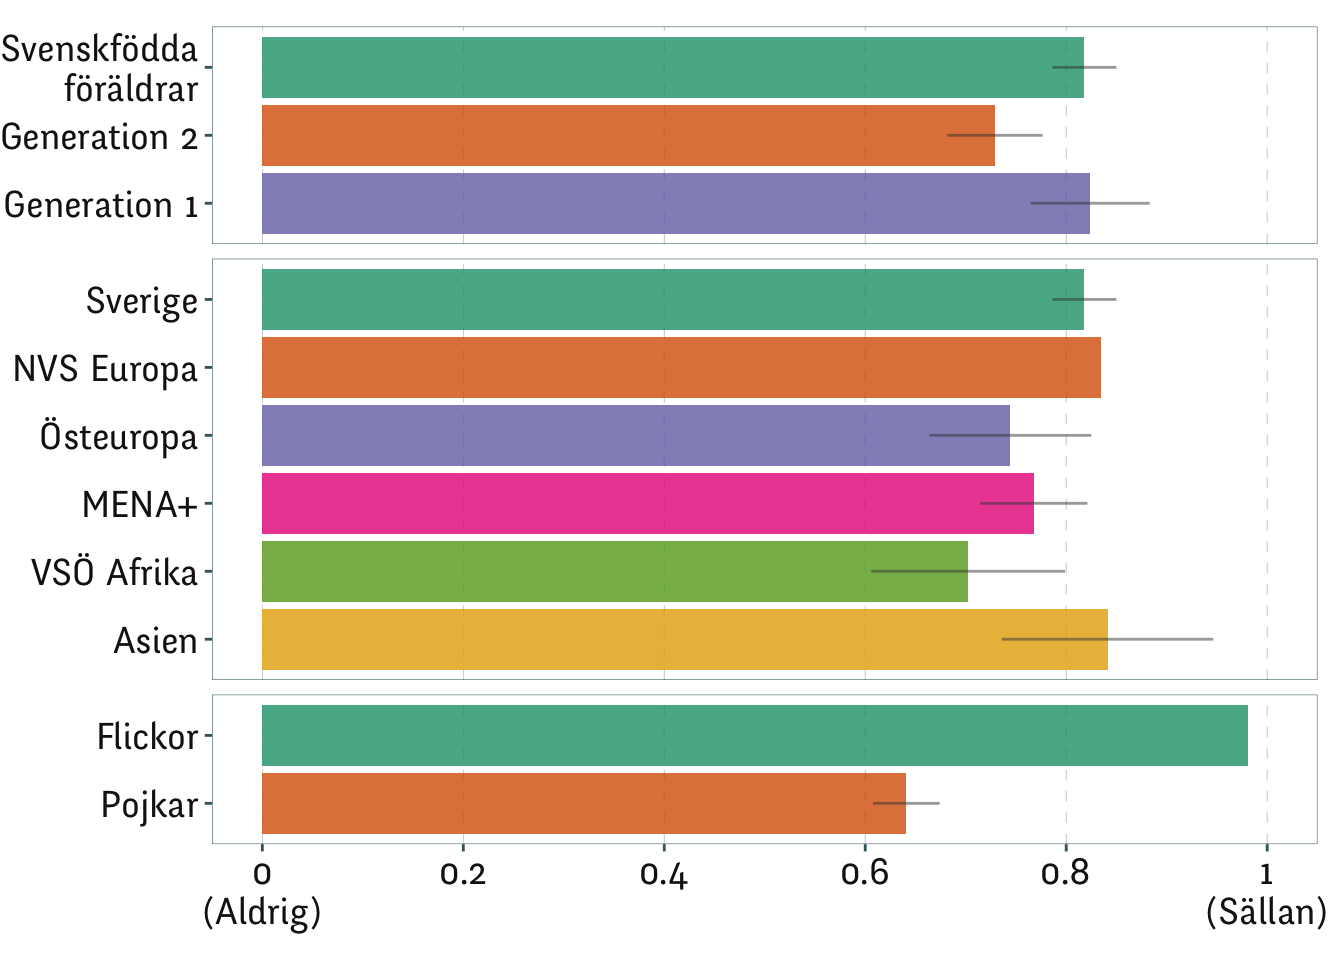 Svenskfödda
föräldrar
Generation 2
Generation 1
Sverige
NVS Europa
Östeuropa
MENA+
VSÖ Afrika
Asien
Flickor
Pojkar
0 0.2 0.4 0.6 0.8 1
(Aldrig) (Sällan)